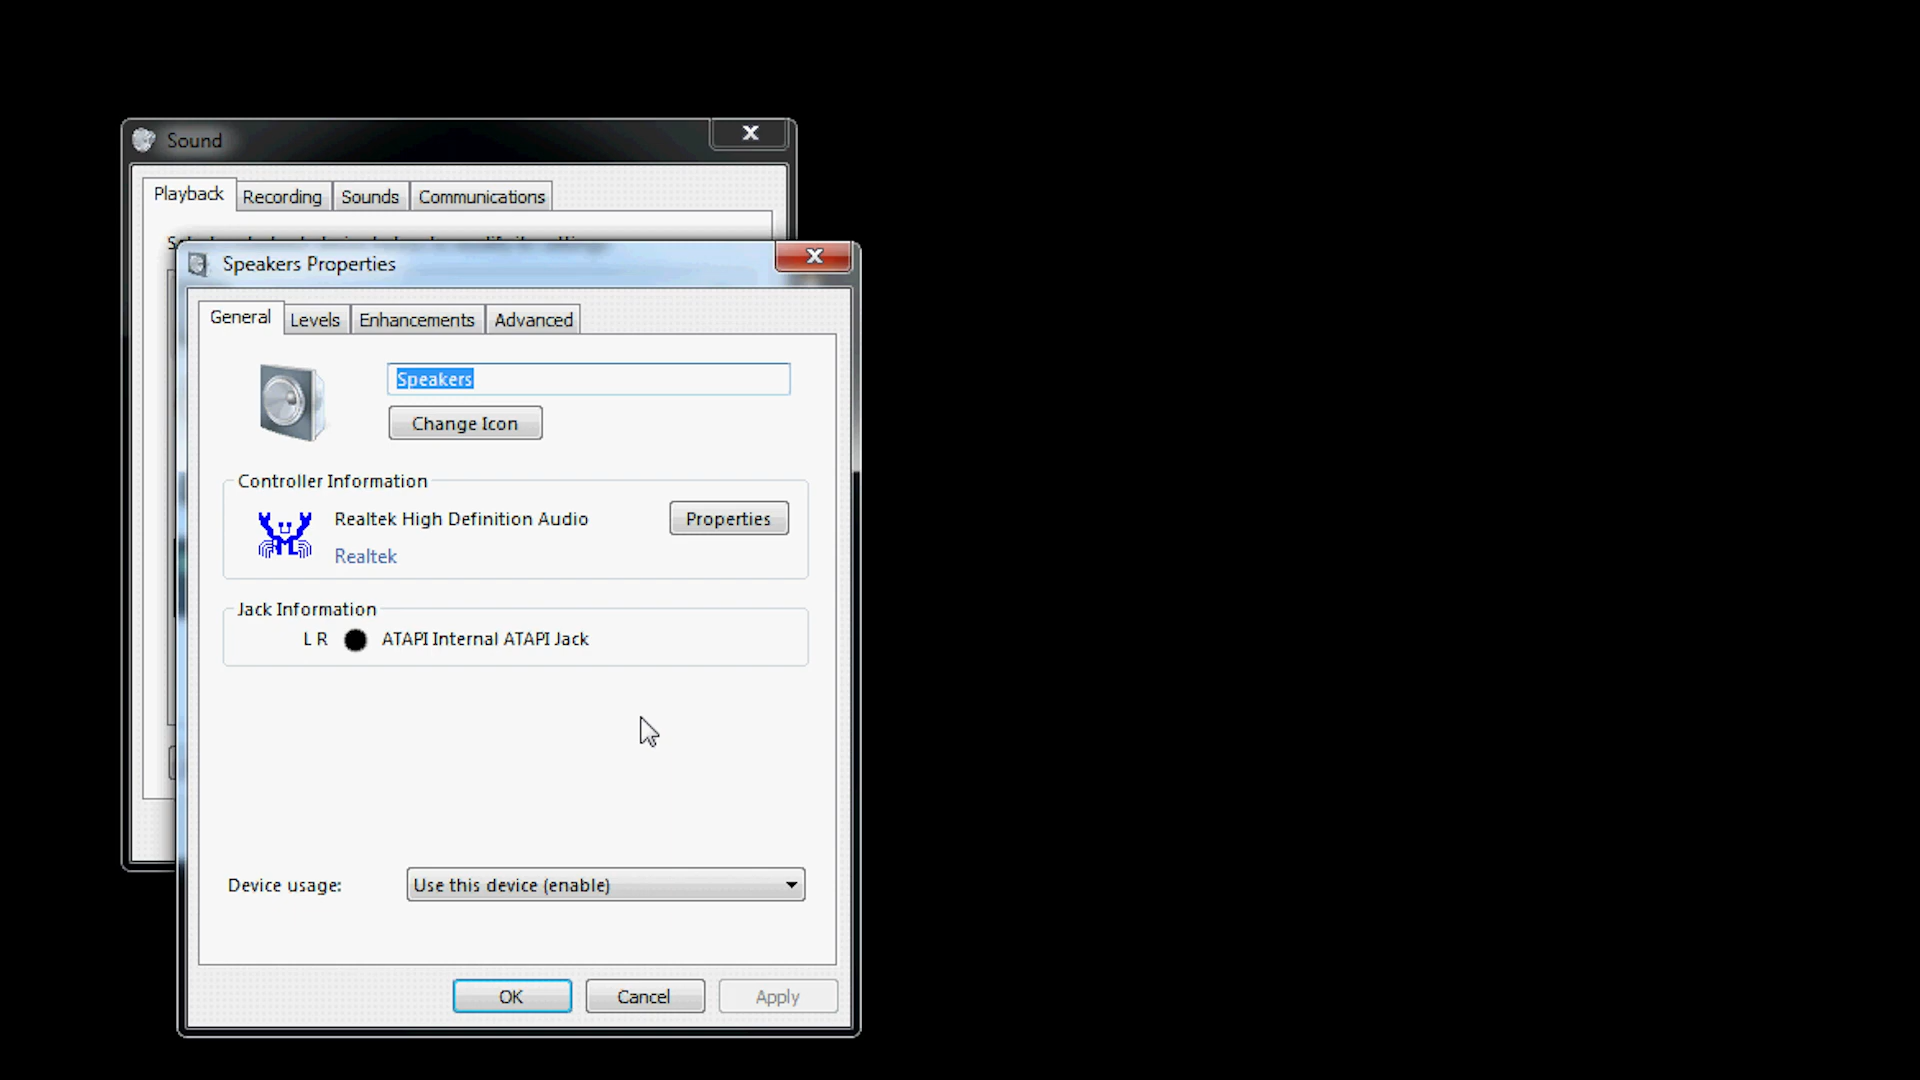 Sound
Playback Recording Sounds Communications
Speakers Properties
General Levels Enhancements Advanced
Speakers
Change Icon
Controller Information
Realtek High Definition Audio
Properties
Realtek
Jack Information
L R ATAPI Internal ATAPI Jack
Device usage: Use this device (enable)
OK Cancel Apply